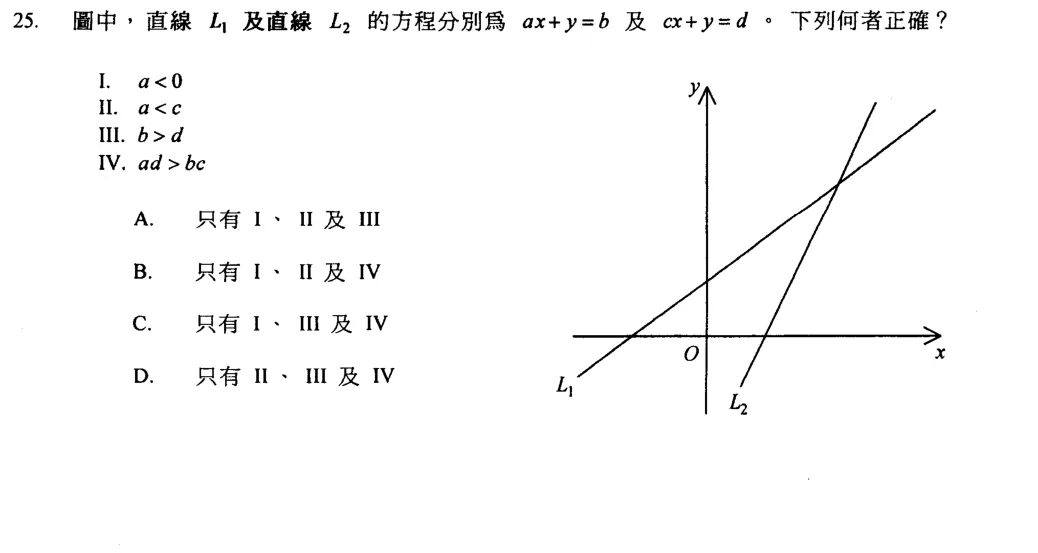 25. 圖中，直線 L₁ 及直線 L₂ 的方程分別爲 ax+y=b 及 cx+y=d 。 下列何者正確？
I. a<0
II. a<c
III. b>d
IV. ad>bc
A. 只有 I、 II 及 III
B. 只有 I、 II 及 IV
C. 只有 I、 III 及 IV
D. 只有 II、 III 及 IV
y
O
x
L₁
L₂